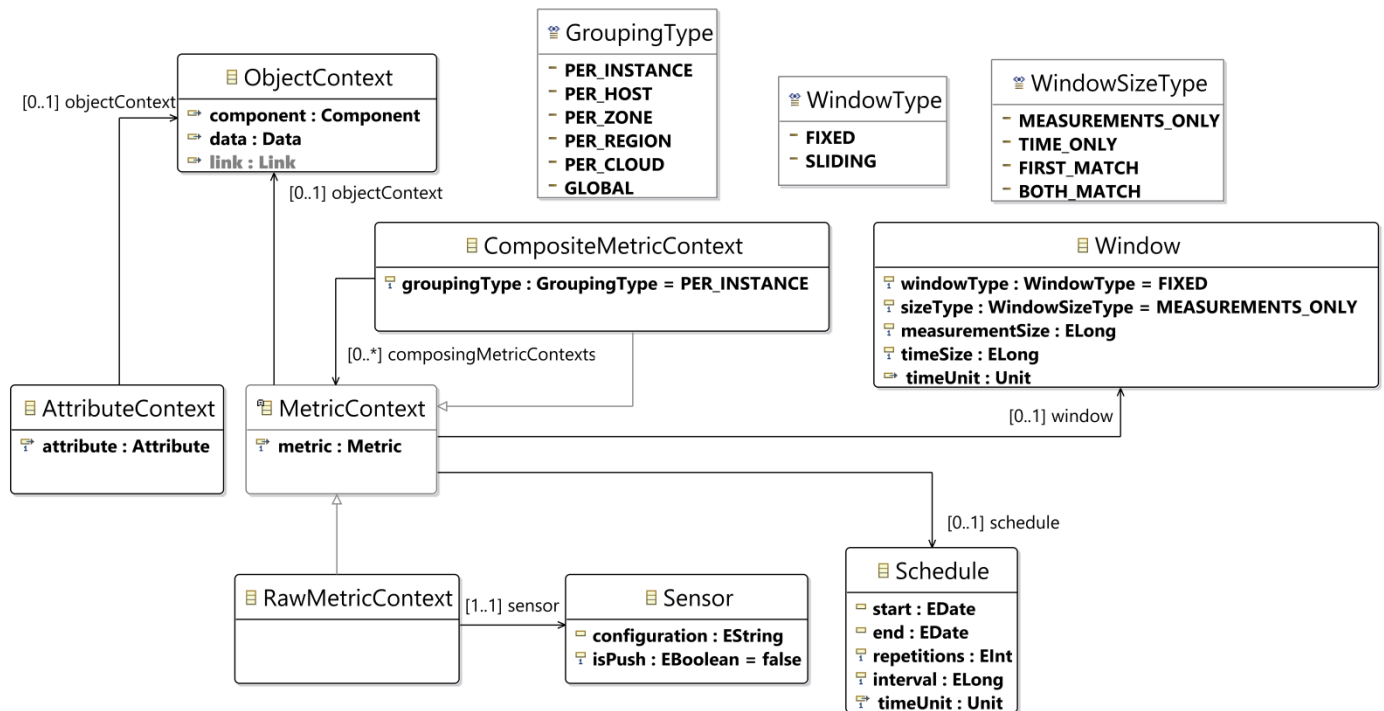 GroupingType
PER_INSTANCE
PER_HOST
PER_ZONE
PER_REGION
PER_CLOUD
GLOBAL
ObjectContext
component : Component
data : Data
link : Link
[0..1] objectContext
[0..1] objectContext
WindowType
FIXED
SLIDING
WindowSizeType
MEASUREMENTS_ONLY
TIME_ONLY
FIRST_MATCH
BOTH_MATCH
CompositeMetricContext
groupingType : GroupingType = PER_INSTANCE
[0..*] composingMetricContexts
Window
windowType : WindowType = FIXED
sizeType : WindowSizeType = MEASUREMENTS_ONLY
measurementSize : ELong
timeSize : ELong
timeUnit : Unit
AttributeContext
attribute : Attribute
MetricContext
metric : Metric
[0..1] window
[0..1] schedule
RawMetricContext
[1..1] sensor
Sensor
configuration : EString
isPush : EBoolean = false
Schedule
start : EDate
end : EDate
repetitions : EInt
interval : ELong
timeUnit : Unit